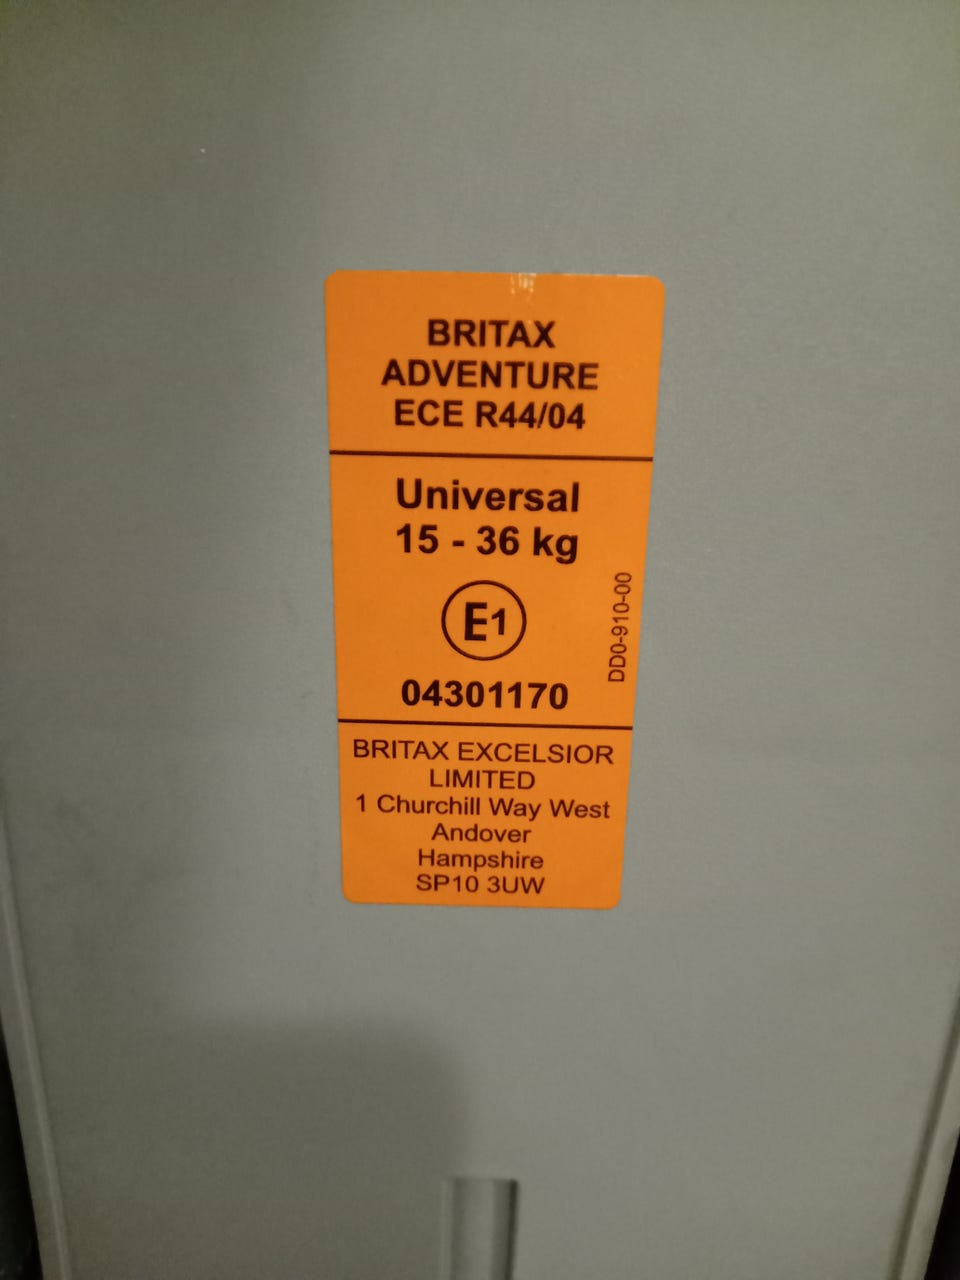 BRITAX
ADVENTURE
ECE R44/04
Universal
15 - 36 kg
E1
04301170
DD0-910-00
BRITAX EXCELSIOR
LIMITED
1 Churchill Way West
Andover
Hampshire
SP10 3UW